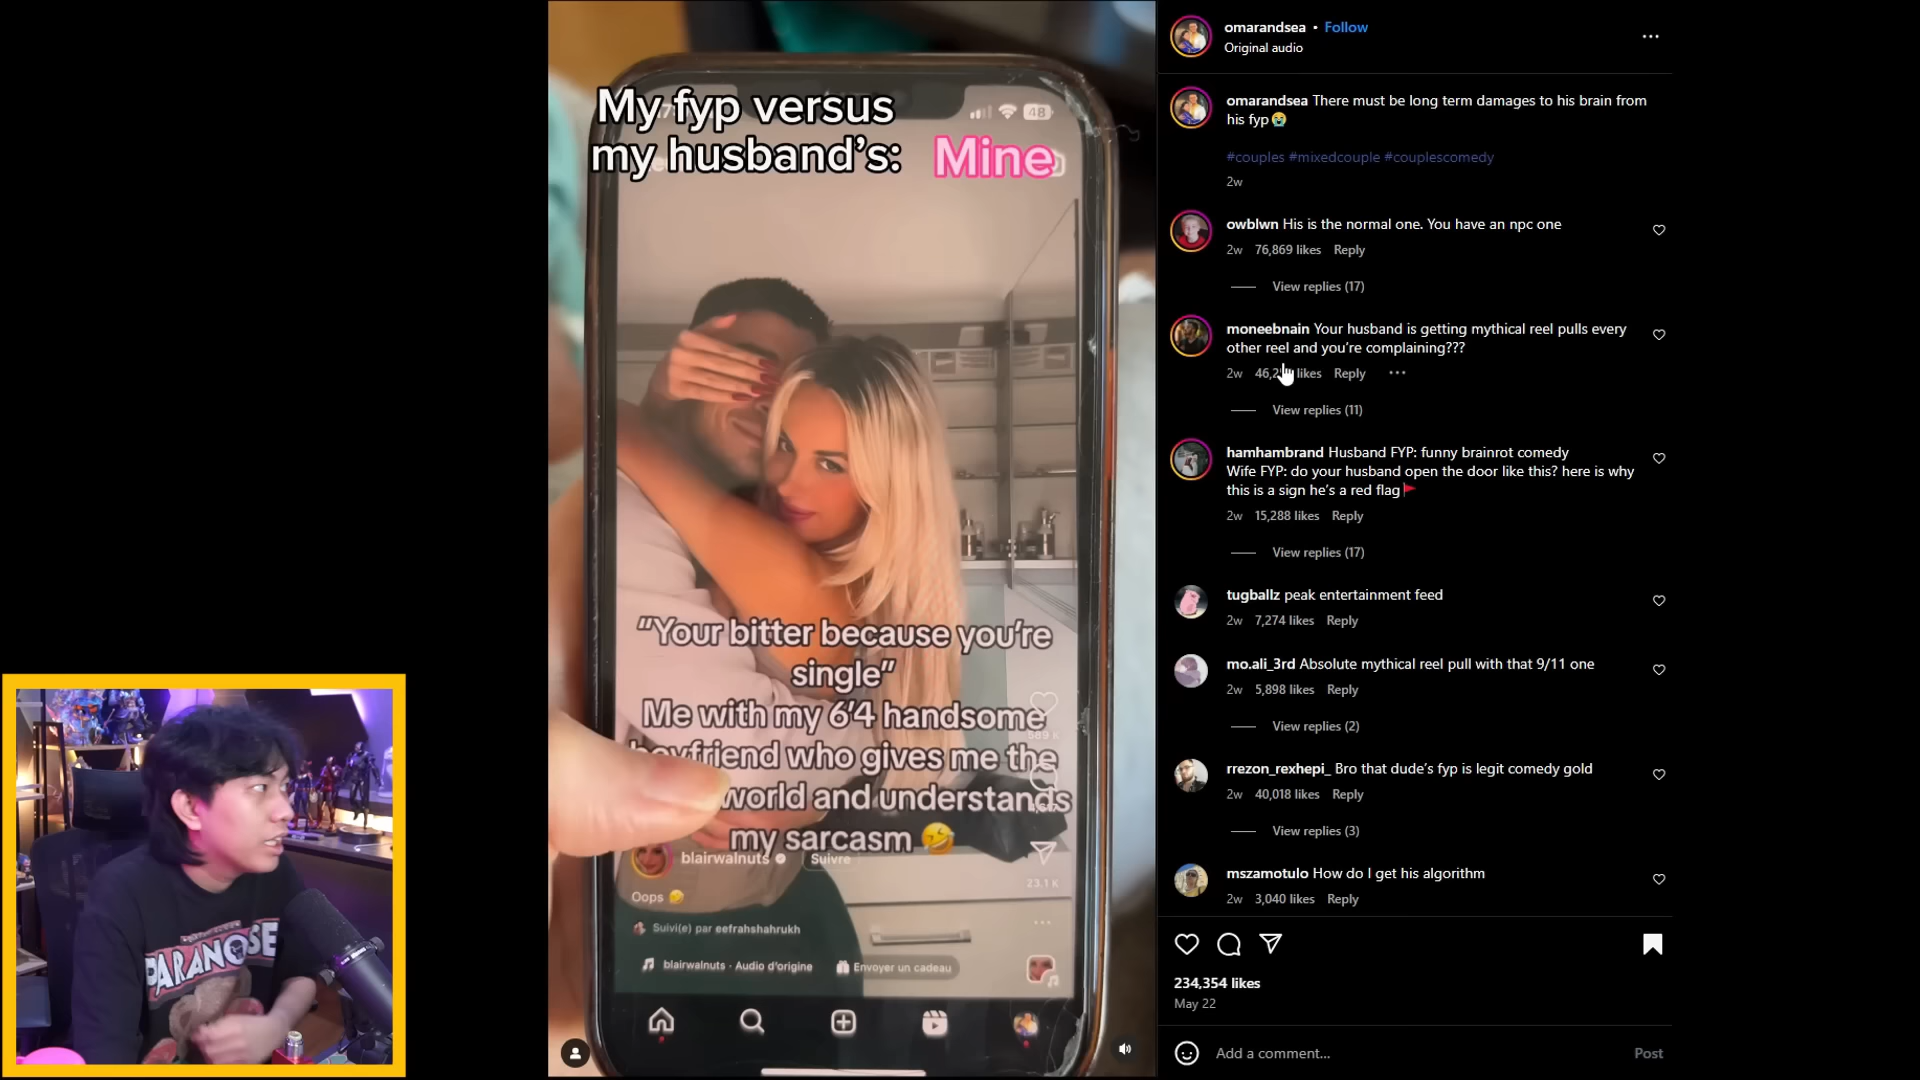 My fyp versus
my husband's: Mine
48
"Your bitter because you're
single"
Me with my 6'4 handsome
boyfriend who gives me the
world and understands
my sarcasm 🤣
589 K
blairwalnuts
Suivre
Oops 🤣
23.1 K
Suivi(e) par eefrahshahrukh
blairwalnuts · Audio d'origine
Envoyer un cadeau
PARANOSE
omarandsea • Follow
Original audio
omarandsea There must be long term damages to his brain from
his fyp😭
#couples #mixedcouple #couplescomedy
2w
owblwn His is the normal one. You have an npc one
2w 76,869 likes Reply
View replies (17)
moneebnain Your husband is getting mythical reel pulls every
other reel and you're complaining???
2w likes Reply
View replies (11)
hamhambrand Husband FYP: funny brainrot comedy
Wife FYP: do your husband open the door like this? here is why
this is a sign he's a red flag🚩
2w 15,288 likes Reply
View replies (17)
tugballz peak entertainment feed
2w 7,274 likes Reply
mo.ali_3rd Absolute mythical reel pull with that 9/11 one
2w 5,898 likes Reply
View replies (2)
rrezon_rexhepi_ Bro that dude's fyp is legit comedy gold
2w 40,018 likes Reply
View replies (3)
mszamotulo How do I get his algorithm
2w 3,040 likes Reply
234,354 likes
May 22
Add a comment...
Post